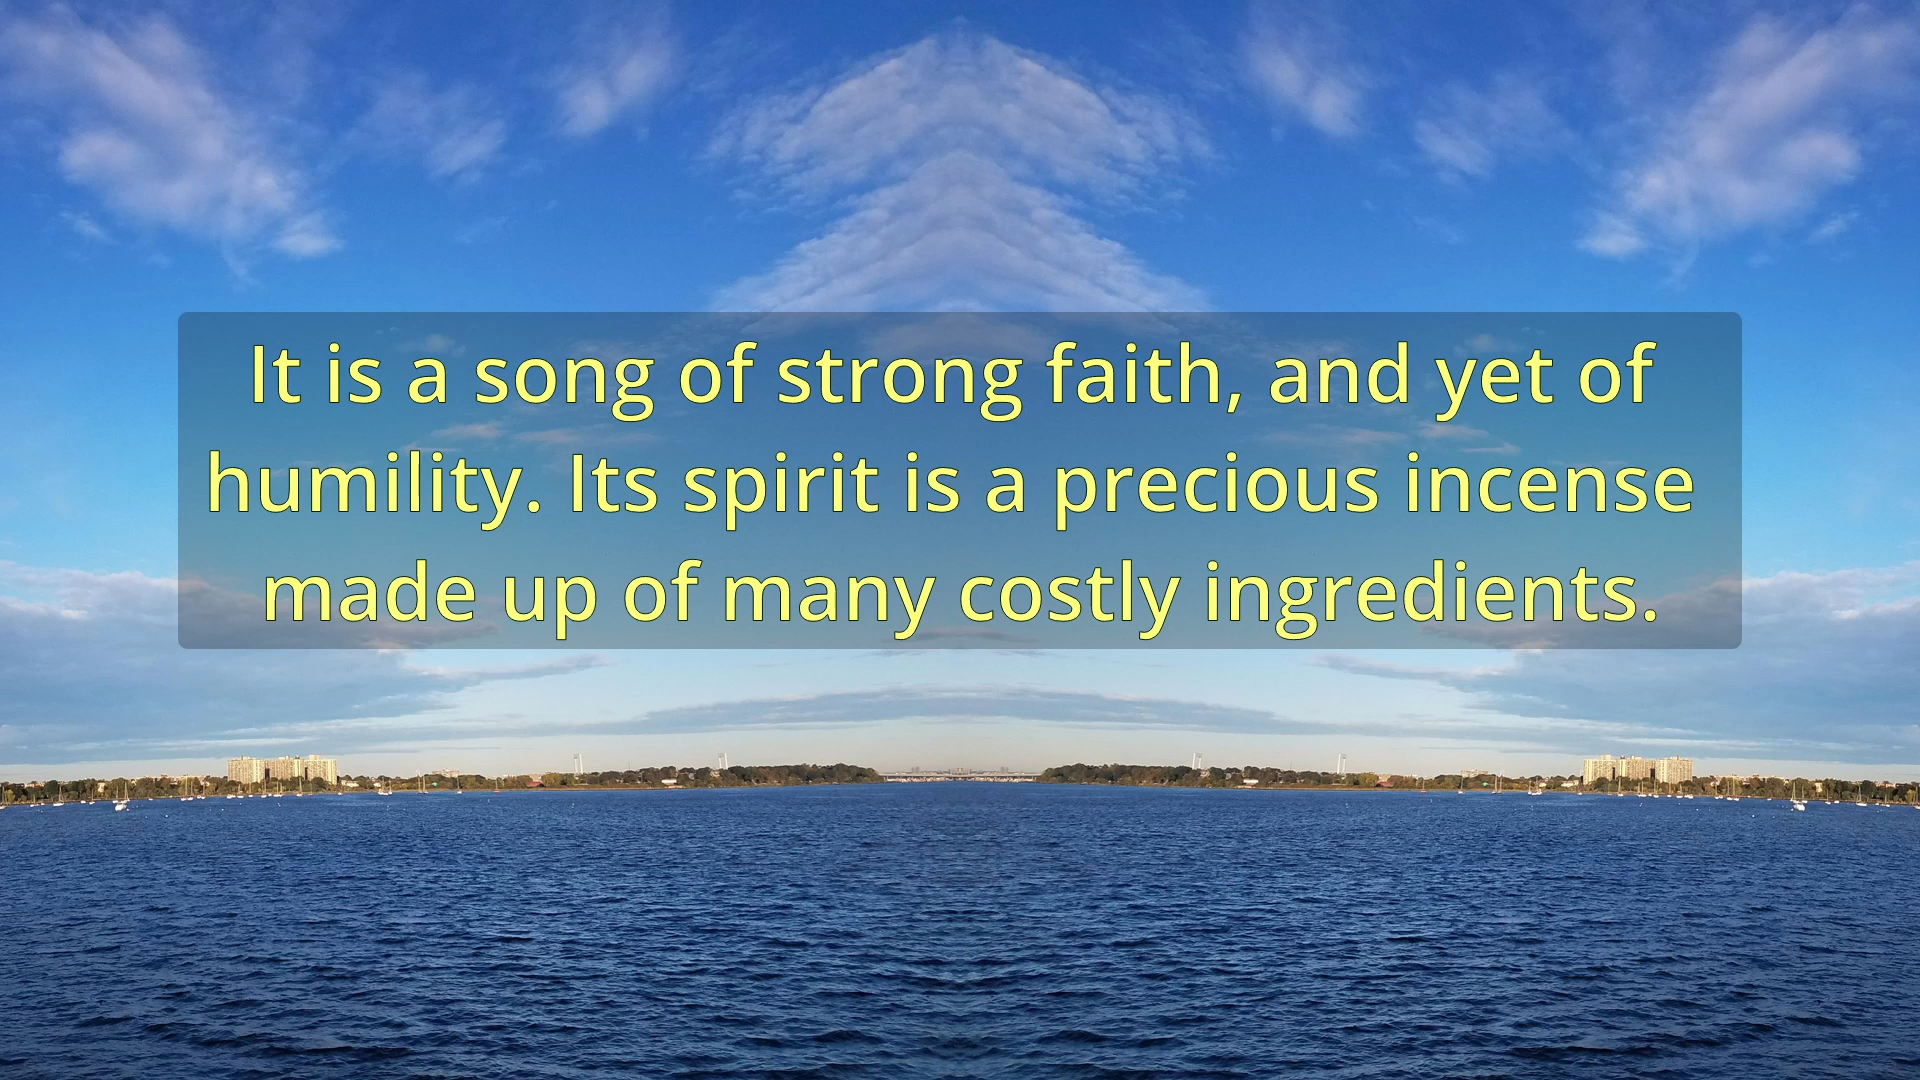 It is a song of strong faith, and yet of
humility. Its spirit is a precious incense
made up of many costly ingredients.